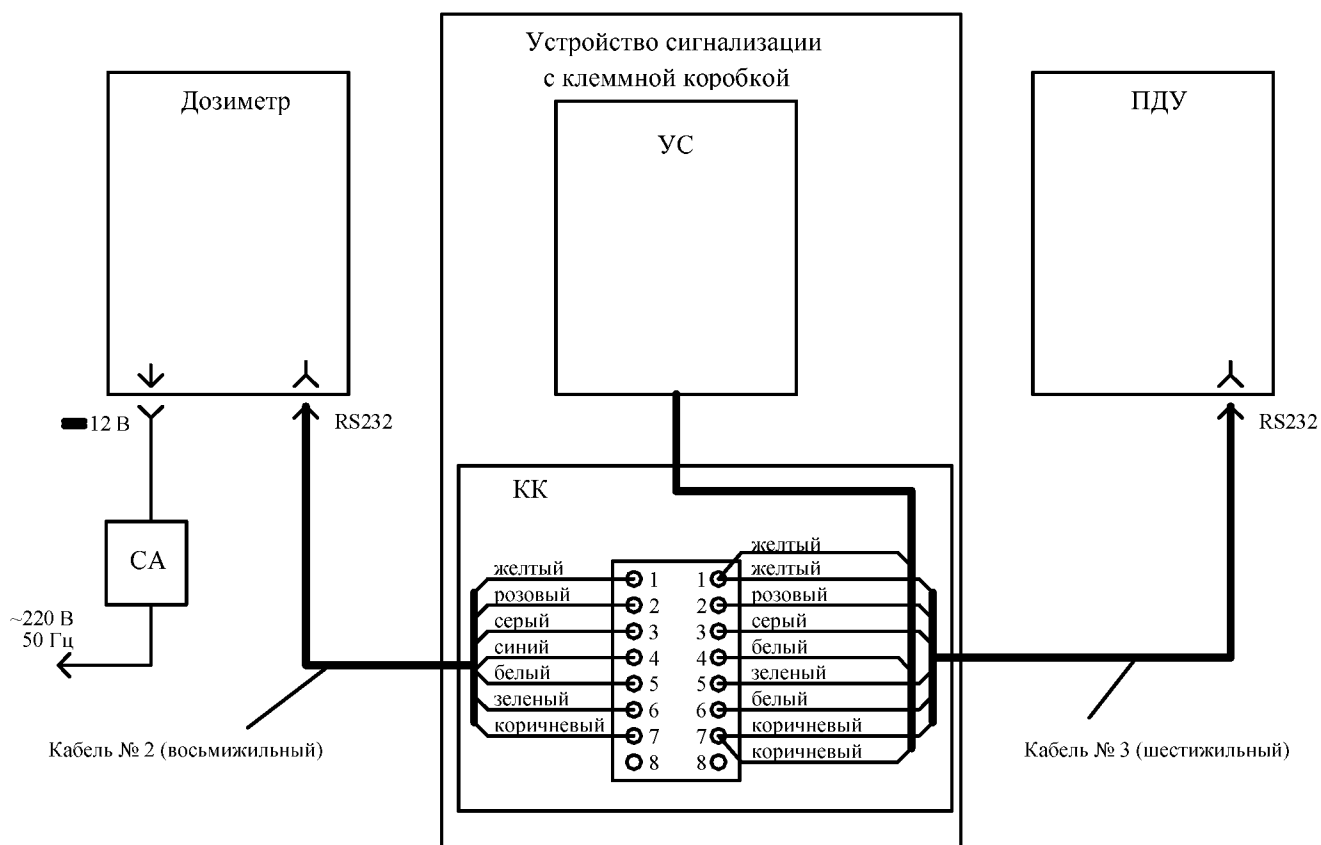 Устройство сигнализации
с клеммной коробкой
Дозиметр
УС
ПДУ
12 В
RS232
RS232
КК
СА
~220 В
50 Гц
желтый
розовый
серый
синий
белый
зеленый
коричневый
1
2
3
4
5
6
7
8
1
2
3
4
5
6
7
8
желтый
желтый
розовый
серый
белый
зеленый
белый
коричневый
коричневый
Кабель № 2 (восьмижильный)
Кабель № 3 (шестижильный)